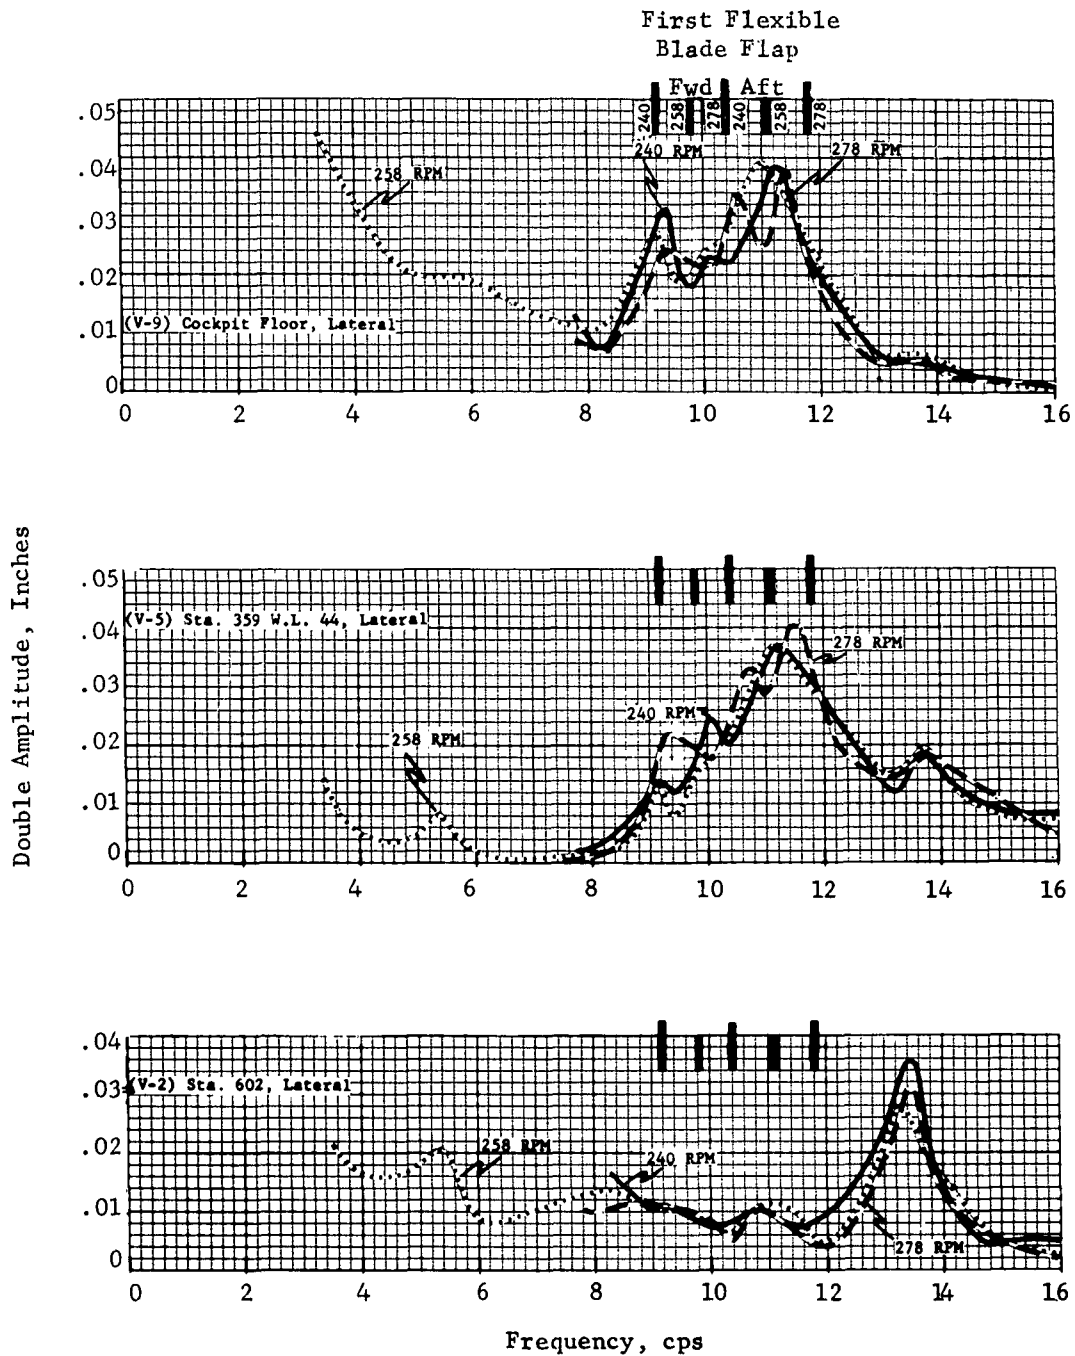 First Flexible
Blade Flap
Fwd Aft
240 258 278 240 258 278
.05
240 RPM
278 RPM
.04
258 RPM
.03
.02
.01
(V-9) Cockpit Floor, Lateral
0
0 2 4 6 8 10 12 14 16
Double Amplitude, Inches
.05
(V-5) Sta. 359 W.L. 44, Lateral
.04
278 RPM
.03
240 RPM
258 RPM
.02
.01
0
0 2 4 6 8 10 12 14 16
.04
(V-2) Sta. 602, Lateral
.03
.02
258 RPM
240 RPM
.01
278 RPM
0
0 2 4 6 8 10 12 14 16
Frequency, cps